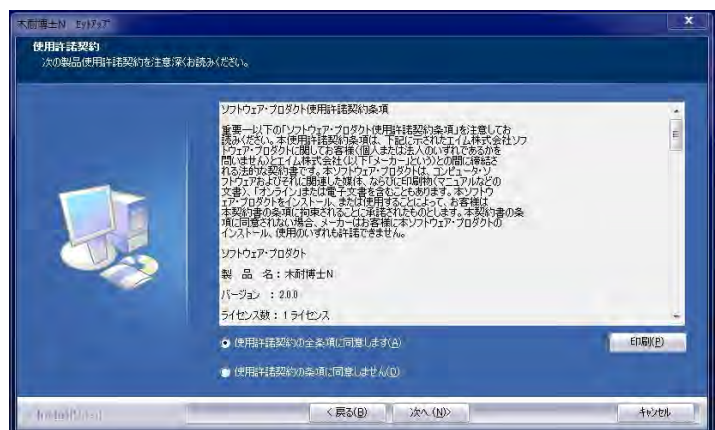 木耐博士N セットアップ
使用許諾契約
次の製品使用許諾契約を注意深くお読みください。
ソフトウェア・プロダクト使用許諾契約条項
重要―以下の「ソフトウェア・プロダクト使用許諾契約条項」を注意してお
読みください。本使用許諾契約条項は、下記に示されたエイム株式会社ソフ
トウェア・プロダクトに関してお客様(個人または法人のいずれであるかを
問いません)とエイム株式会社(以下「メーカー」という)との間に締結さ
れる法的な契約書です。本ソフトウェア・プロダクトは、コンピュータ・ソ
フトウェアおよびそれに関連した媒体、ならびに印刷物(マニュアルなどの
文書)、「オンライン」または電子文書を含むこともあります。本ソフトウ
ェア・プロダクトをインストール、または使用することによって、お客様は
本契約書の条項に拘束されることに承諾されたものとします。本契約書の条
項に同意されない場合、メーカーはお客様に本ソフトウェア・プロダクトの
インストール、使用のいずれも許諾できません。
ソフトウェア・プロダクト
製 品 名：木耐博士N
バージョン ：2.0.0
ライセンス数：1ライセンス
使用許諾契約の全条項に同意します(A)
印刷(P)
使用許諾契約の条項に同意しません(D)
InstallShield
< 戻る(B)
次へ(N)>
キャンセル